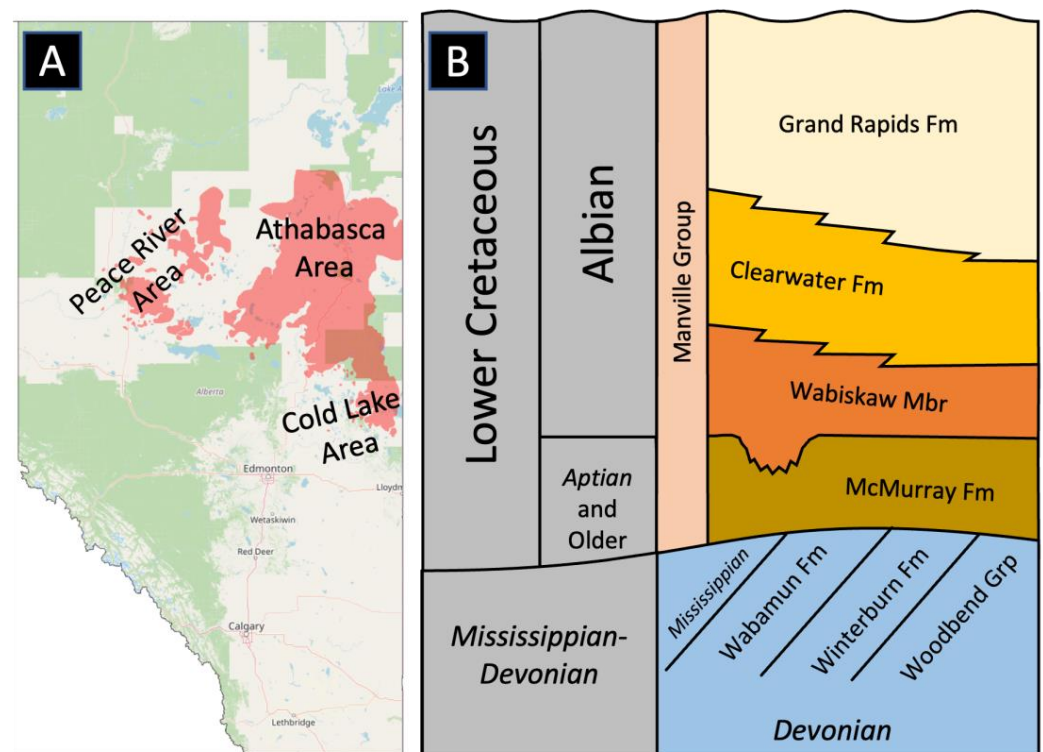 A
Lake A
Peace River
Area
Athabasca
Area
Alberta
Cold Lake
Area
Edmonton
Lloydm
Wetaskiwin
Red Deer
Calgary
Lethbridge
B
Lower Cretaceous
Albian
Aptian
and
Older
Mississippian-
Devonian
Manville Group
Grand Rapids Fm
Clearwater Fm
Wabiskaw Mbr
McMurray Fm
Mississippian
Wabamun Fm
Winterburn Fm
Woodbend Grp
Devonian